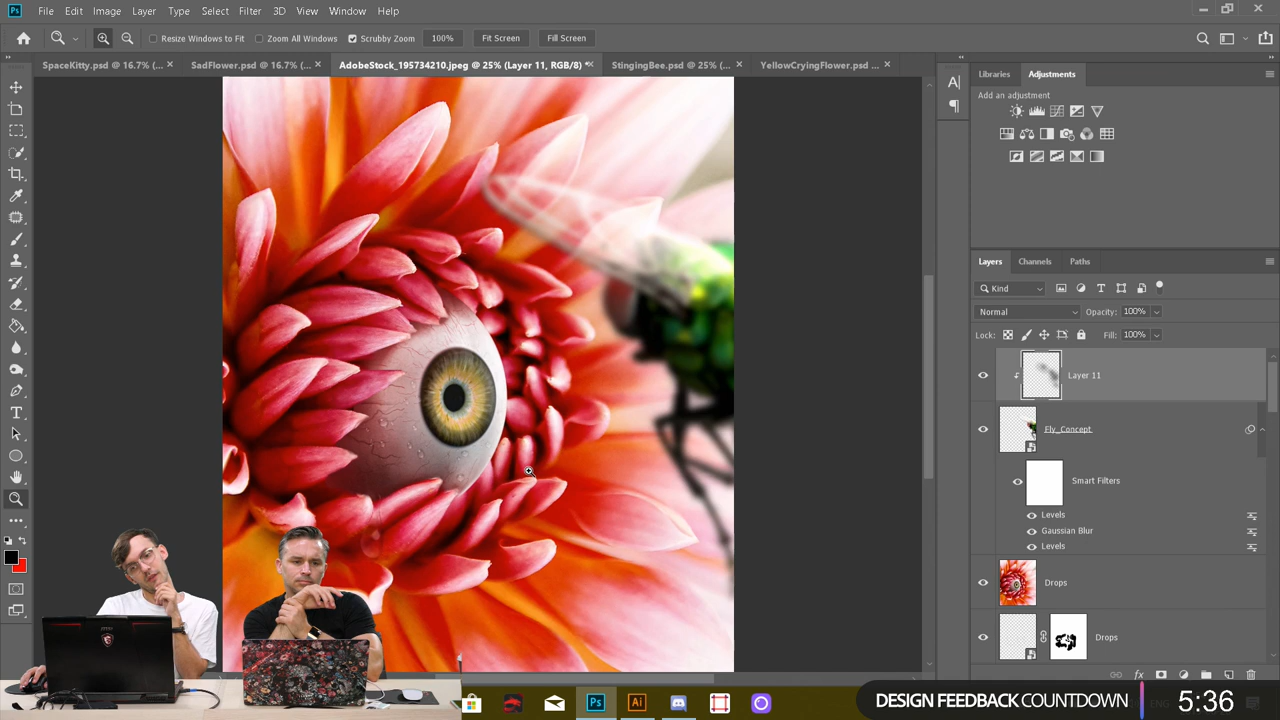 Ps File Edit Image Layer Type Select Filter 3D View Window Help
Resize Windows to Fit Zoom All Windows Scrubby Zoom 100% Fit Screen Fill Screen
SpaceKitty.psd @ 16.7% (... × SadFlower.psd @ 16.7% (... × AdobeStock_195734210.jpeg @ 25% (Layer 11, RGB/8) * × StingingBee.psd @ 25% (... × YellowCryingFlower.psd ... ×
Libraries Adjustments
Add an adjustment
Layers Channels Paths
Kind
Normal Opacity: 100%
Lock: Fill: 100%
Layer 11
Fly_Concept
Smart Filters
Levels
Gaussian Blur
Levels
Drops
Drops
fx
Ps Ai
DESIGN FEEDBACK COUNTDOWN 5:36